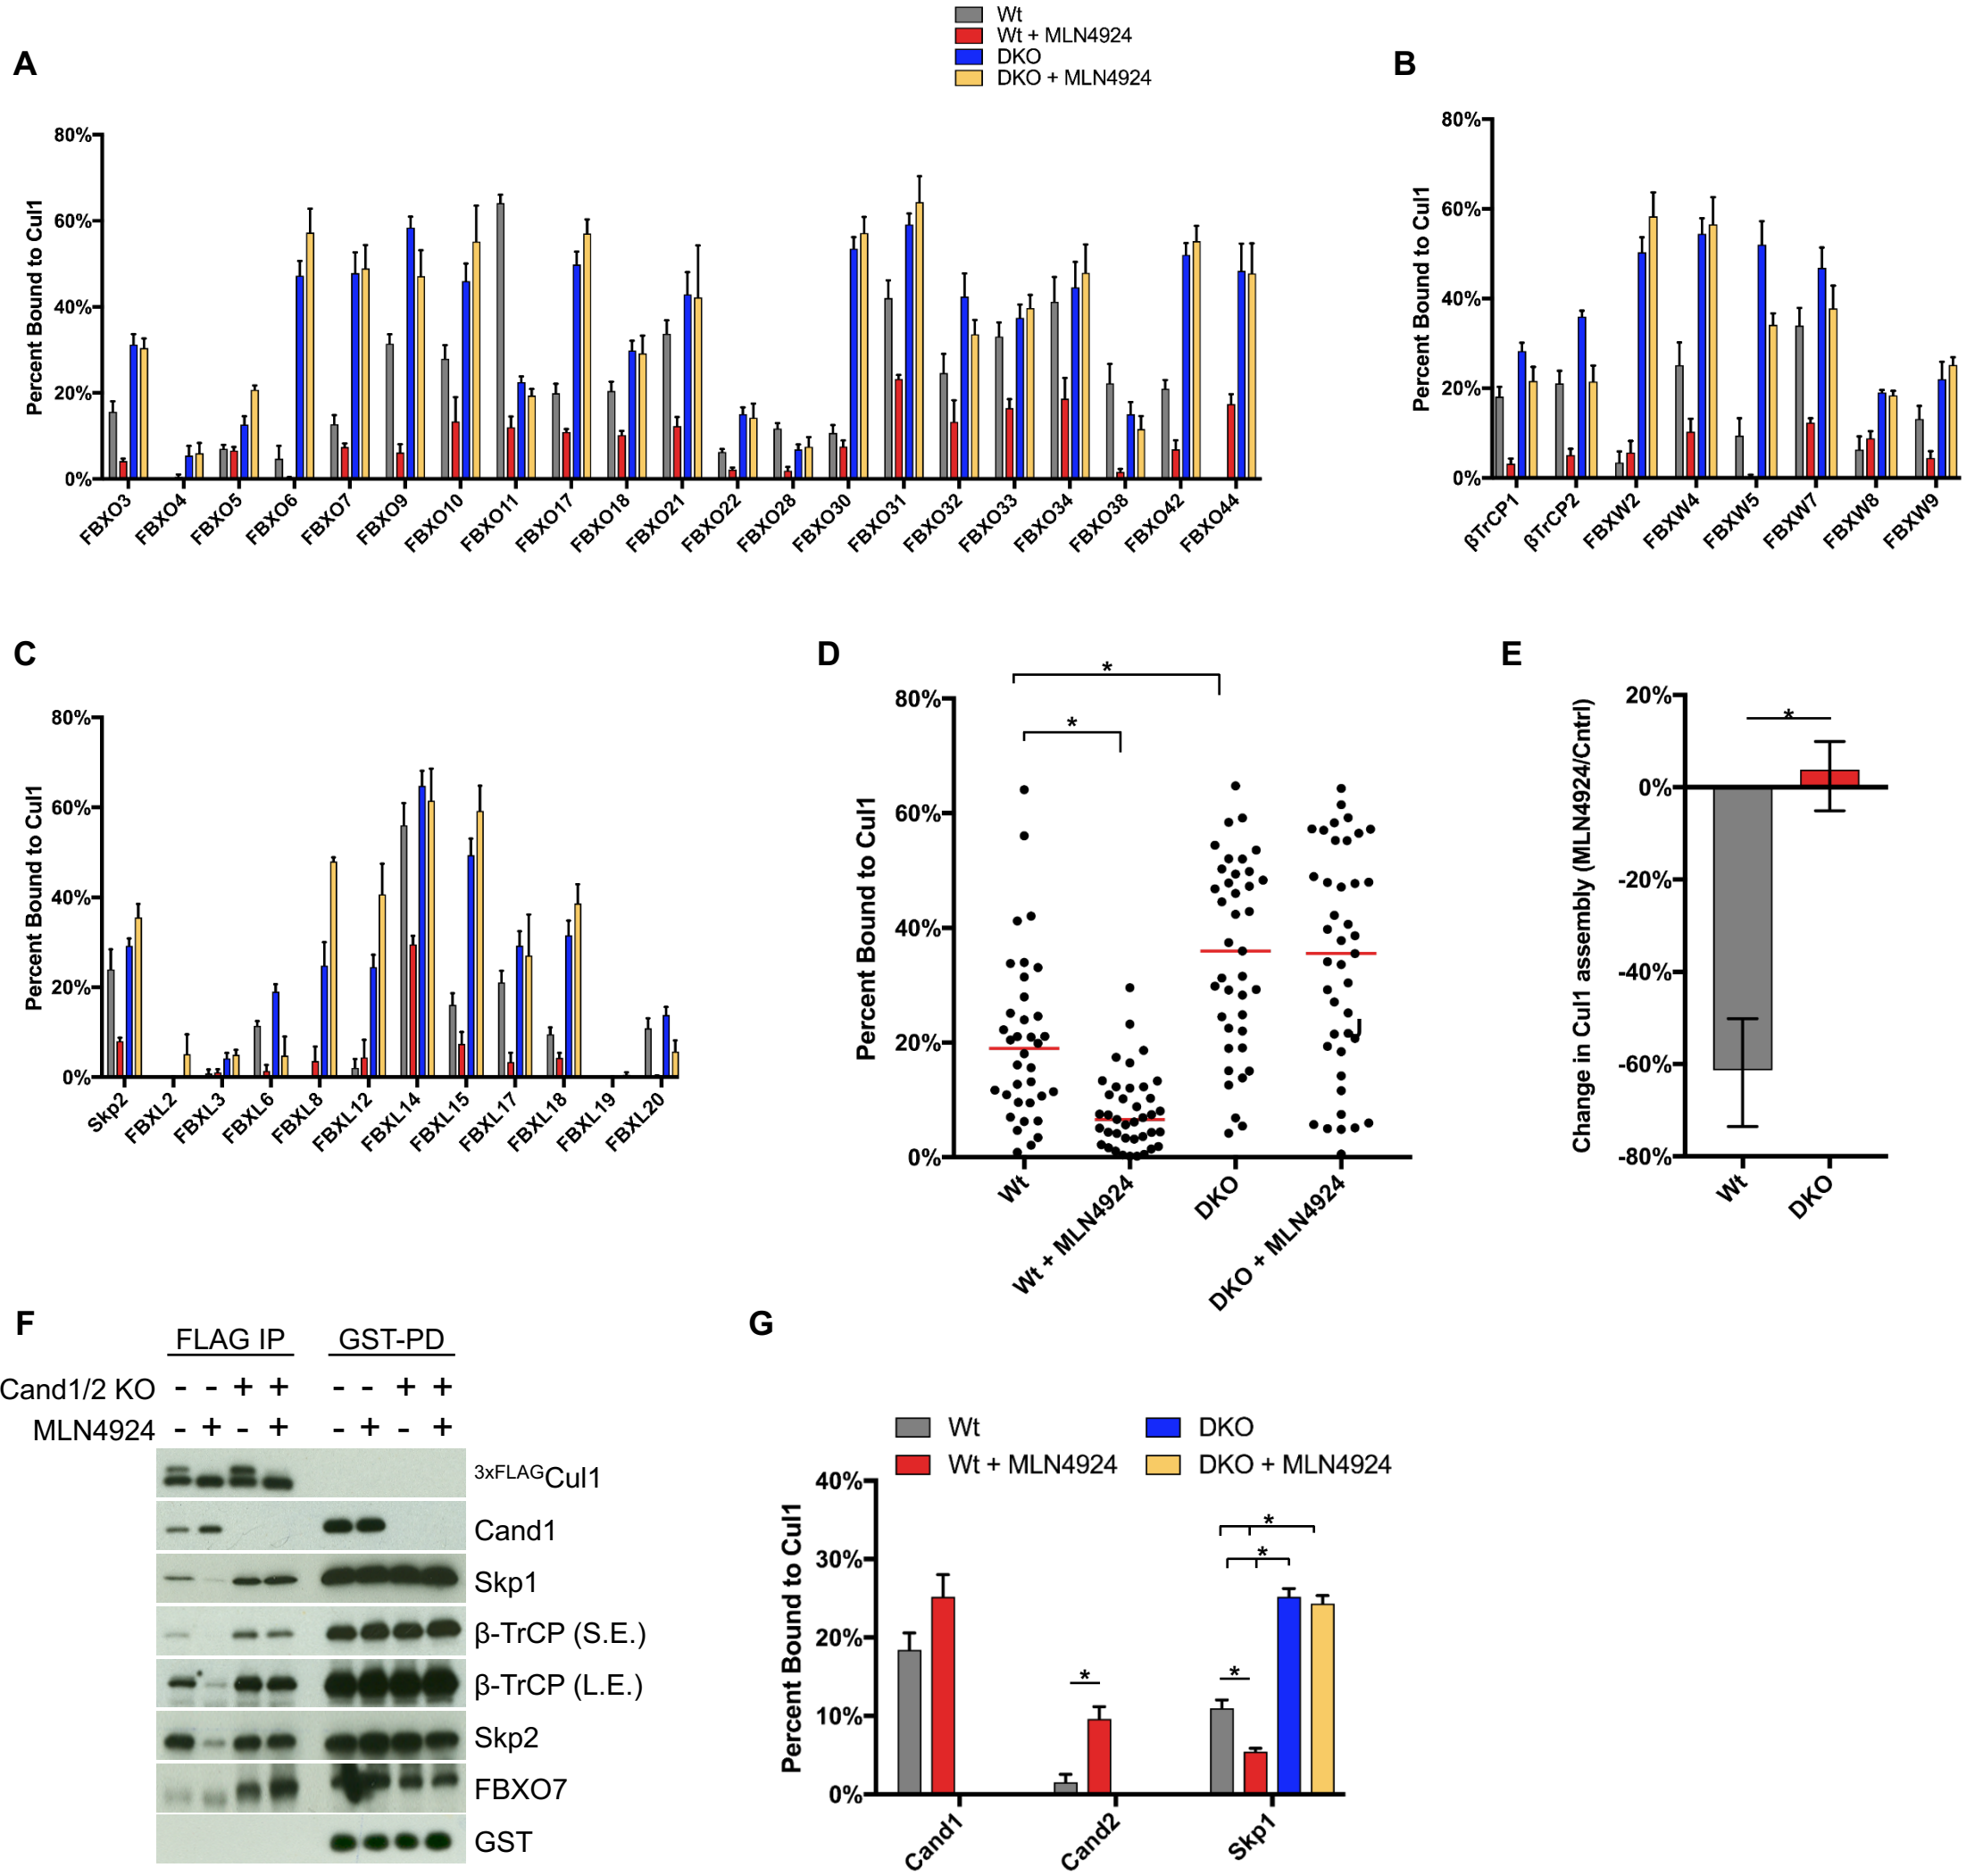 Wt
Wt + MLN4924
DKO
DKO + MLN4924
A
80%
60%
40%
20%
0%
Percent Bound to Cul1
FBXO3
FBXO4
FBXO5
FBXO6
FBXO7
FBXO9
FBXO10
FBXO11
FBXO17
FBXO18
FBXO21
FBXO22
FBXO28
FBXO30
FBXO31
FBXO32
FBXO33
FBXO34
FBXO38
FBXO42
FBXO44
B
80%
60%
40%
20%
0%
Percent Bound to Cul1
βTrCP1
βTrCP2
FBXW2
FBXW4
FBXW5
FBXW7
FBXW8
FBXW9
C
80%
60%
40%
20%
0%
Percent Bound to Cul1
Skp2
FBXL2
FBXL3
FBXL6
FBXL8
FBXL12
FBXL14
FBXL15
FBXL17
FBXL18
FBXL19
FBXL20
D
80%
60%
40%
20%
0%
Percent Bound to Cul1
*
*
Wt
Wt + MLN4924
DKO
DKO + MLN4924
E
20%
0%
-20%
-40%
-60%
-80%
Change in Cul1 assembly (MLN4924/Cntrl)
*
Wt
DKO
F
FLAG IP GST-PD
Cand1/2 KO - - + + - - + +
MLN4924 - + - + - + - +
3xFLAGCul1
Cand1
Skp1
β-TrCP (S.E.)
β-TrCP (L.E.)
Skp2
FBXO7
GST
G
Wt
DKO
Wt + MLN4924
DKO + MLN4924
40%
30%
20%
10%
0%
Percent Bound to Cul1
*
*
*
*
Cand1
Cand2
Skp1